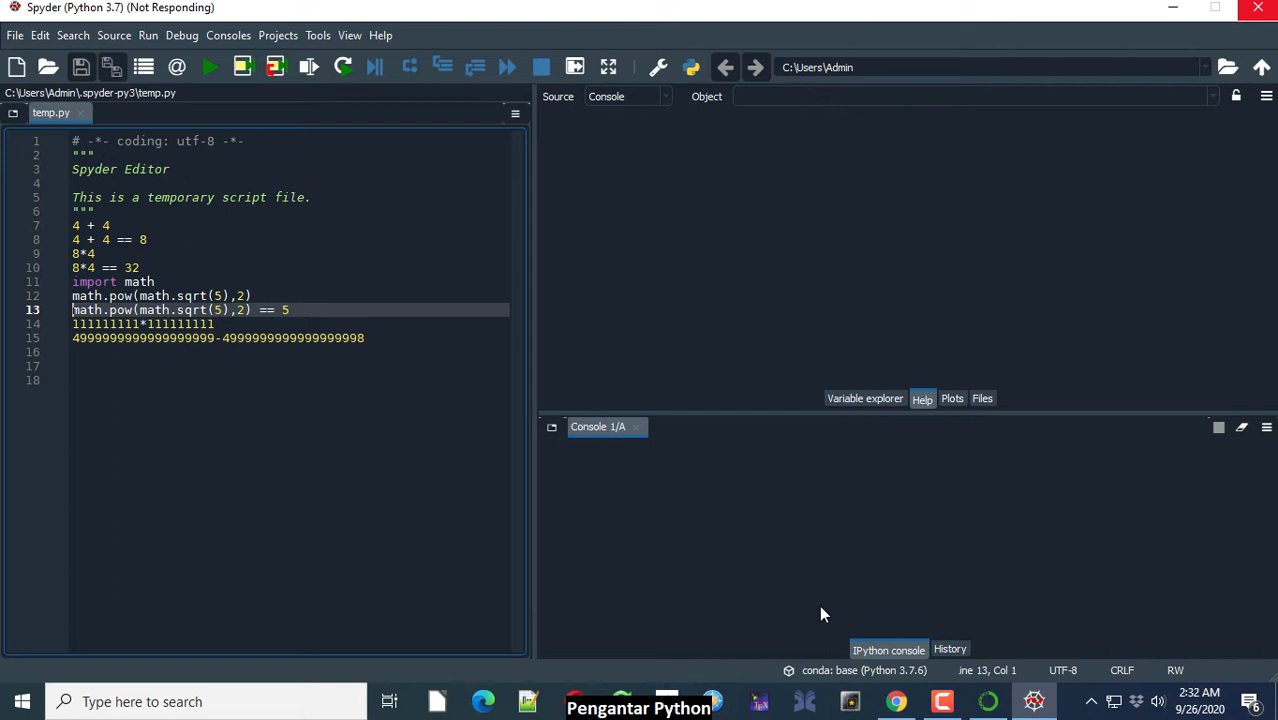 Spyder (Python 3.7) (Not Responding)
File Edit Search Source Run Debug Consoles Projects Tools View Help
C:\Users\Admin
C:\Users\Admin\.spyder-py3\temp.py
temp.py
Source Console Object
1 # -*- coding: utf-8 -*-
2 """
3 Spyder Editor
4
5 This is a temporary script file.
6 """
7 4 + 4
8 4 + 4 == 8
9 8*4
10 8*4 == 32
11 import math
12 math.pow(math.sqrt(5),2)
13 math.pow(math.sqrt(5),2) == 5
14 111111111*111111111
15 4999999999999999999-4999999999999999998
16
17
18
Variable explorer Help Plots Files
Console 1/A
IPython console History
conda: base (Python 3.7.6) ine 13, Col 1 UTF-8 CRLF RW
Type here to search
Pengantar Python
2:32 AM
9/26/2020
6